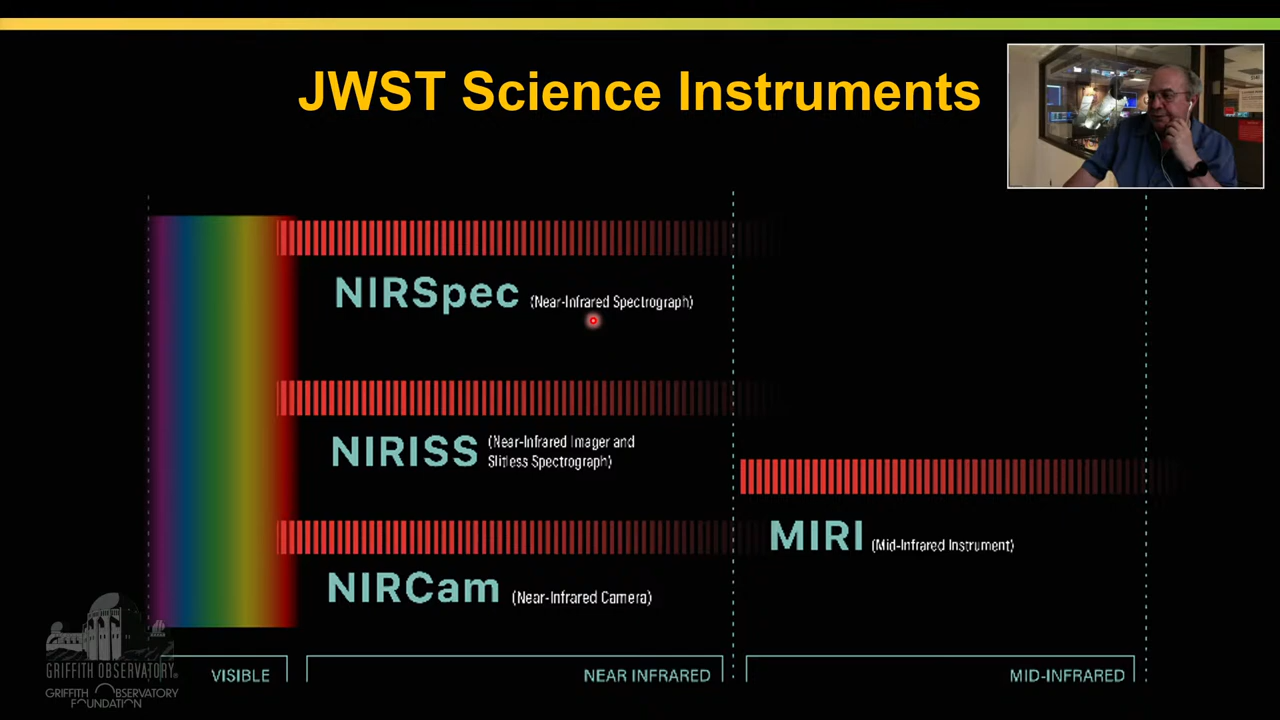 JWST Science Instruments
NIRSpec (Near-Infrared Spectrograph)
NIRISS (Near-Infrared Imager and
Slitless Spectrograph)
MIRI (Mid-Infrared Instrument)
NIRCam (Near-Infrared Camera)
VISIBLE
NEAR INFRARED
MID-INFRARED
GRIFFITH OBSERVATORY
GRIFFITH OBSERVATORY
FOUNDATION